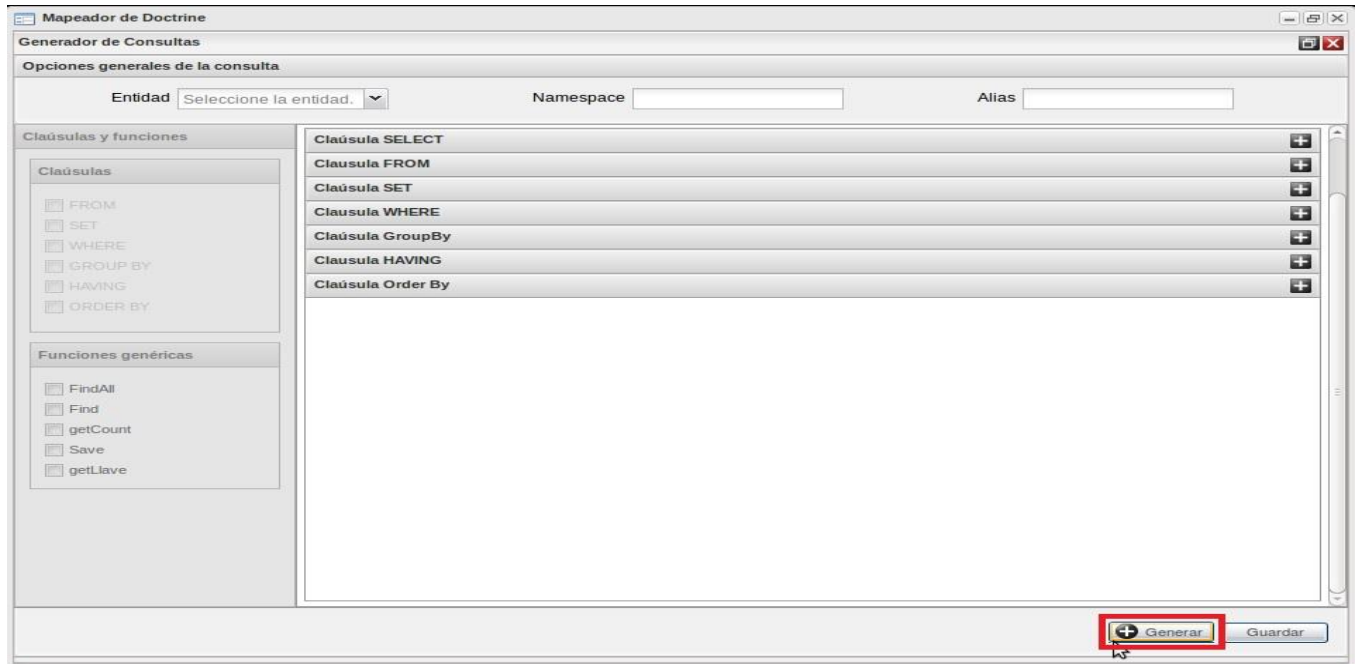 Mapeador de Doctrine
Generador de Consultas
Opciones generales de la consulta
Entidad Seleccione la entidad. Namespace Alias
Claúsulas y funciones
Claúsulas
FROM
SET
WHERE
GROUP BY
HAVING
ORDER BY
Funciones genéricas
FindAll
Find
getCount
Save
getLlave
Claúsula SELECT
Clausula FROM
Claúsula SET
Clausula WHERE
Claúsula GroupBy
Clausula HAVING
Claúsula Order By
Generar Guardar